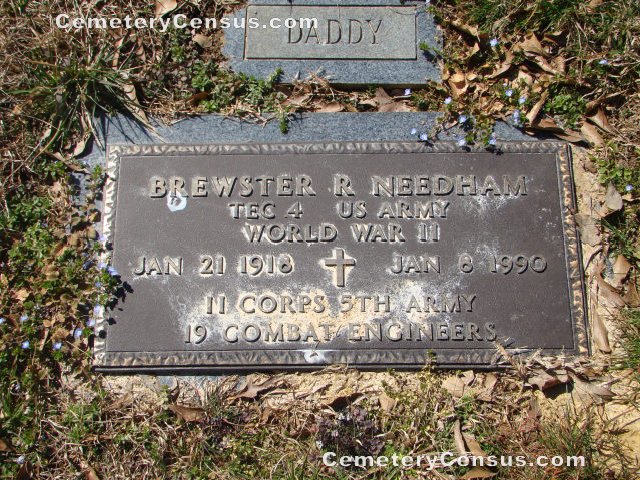 CemeteryCensus.com
DADDY
BREWSTER R NEEDHAM
TEC 4 US ARMY
WORLD WAR II
JAN 21 1918 JAN 8 1990
II CORPS 5TH ARMY
19 COMBAT ENGINEERS
CemeteryCensus.com